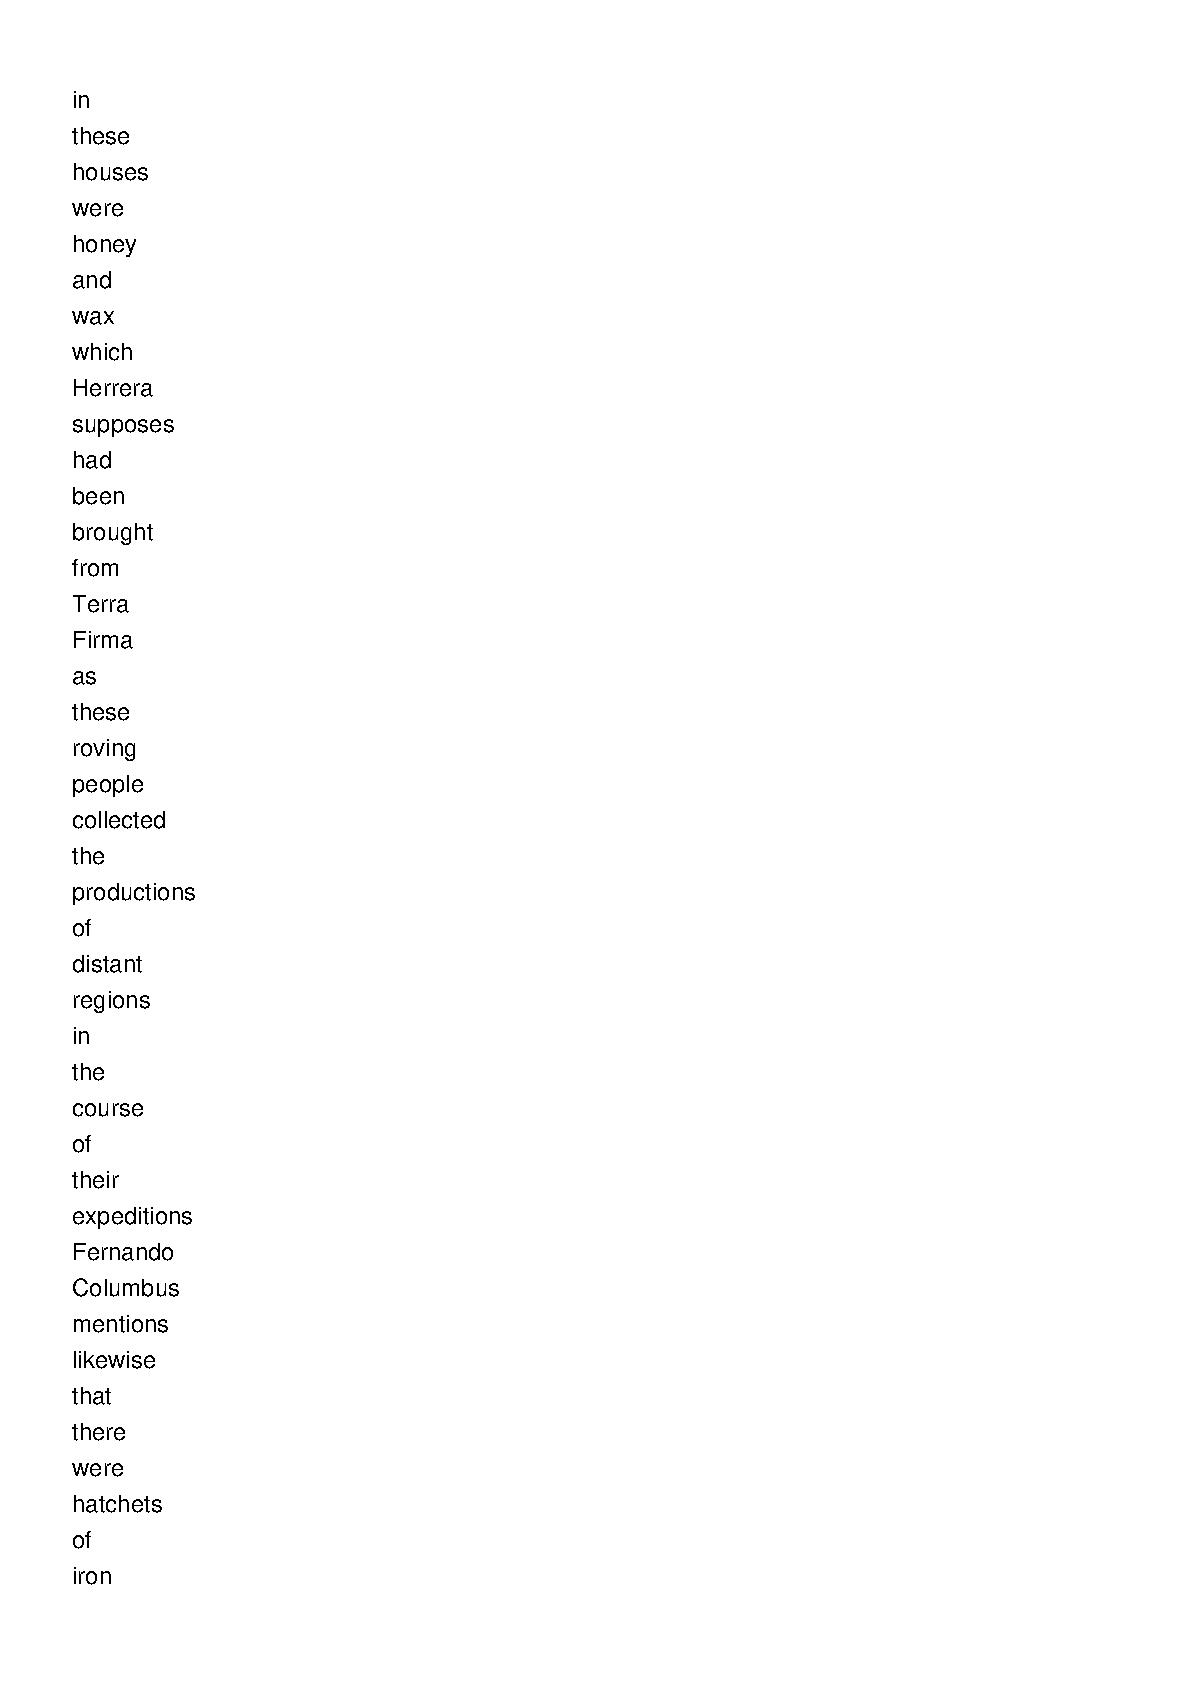 in
these
houses
were
honey
and
wax
which
Herrera
supposes
had
been
brought
from
Terra
Firma
as
these
roving
people
collected
the
productions
of
distant
regions
in
the
course
of
their
expeditions
Fernando
Columbus
mentions
likewise
that
there
were
hatchets
of
iron